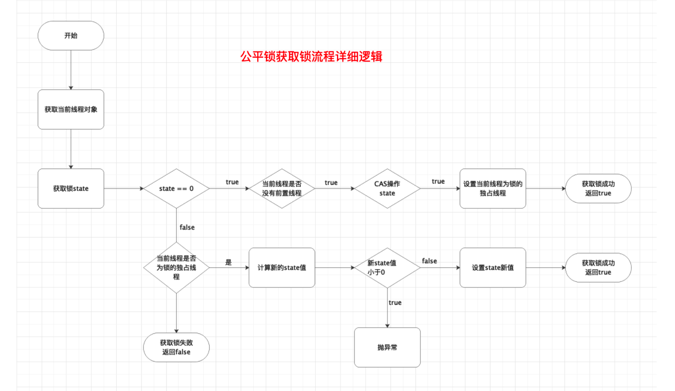 开始
公平锁获取锁流程详细逻辑
获取当前线程对象
获取锁state
state == 0
true
当前线程是否
没有前置线程
true
CAS操作
state
true
设置当前线程为锁的
独占线程
获取锁成功
返回true
false
当前线程是否
为锁的独占线
程
是
计算新的state值
新state值
小于0
false
设置state新值
获取锁成功
返回true
true
获取锁失败
返回false
抛异常